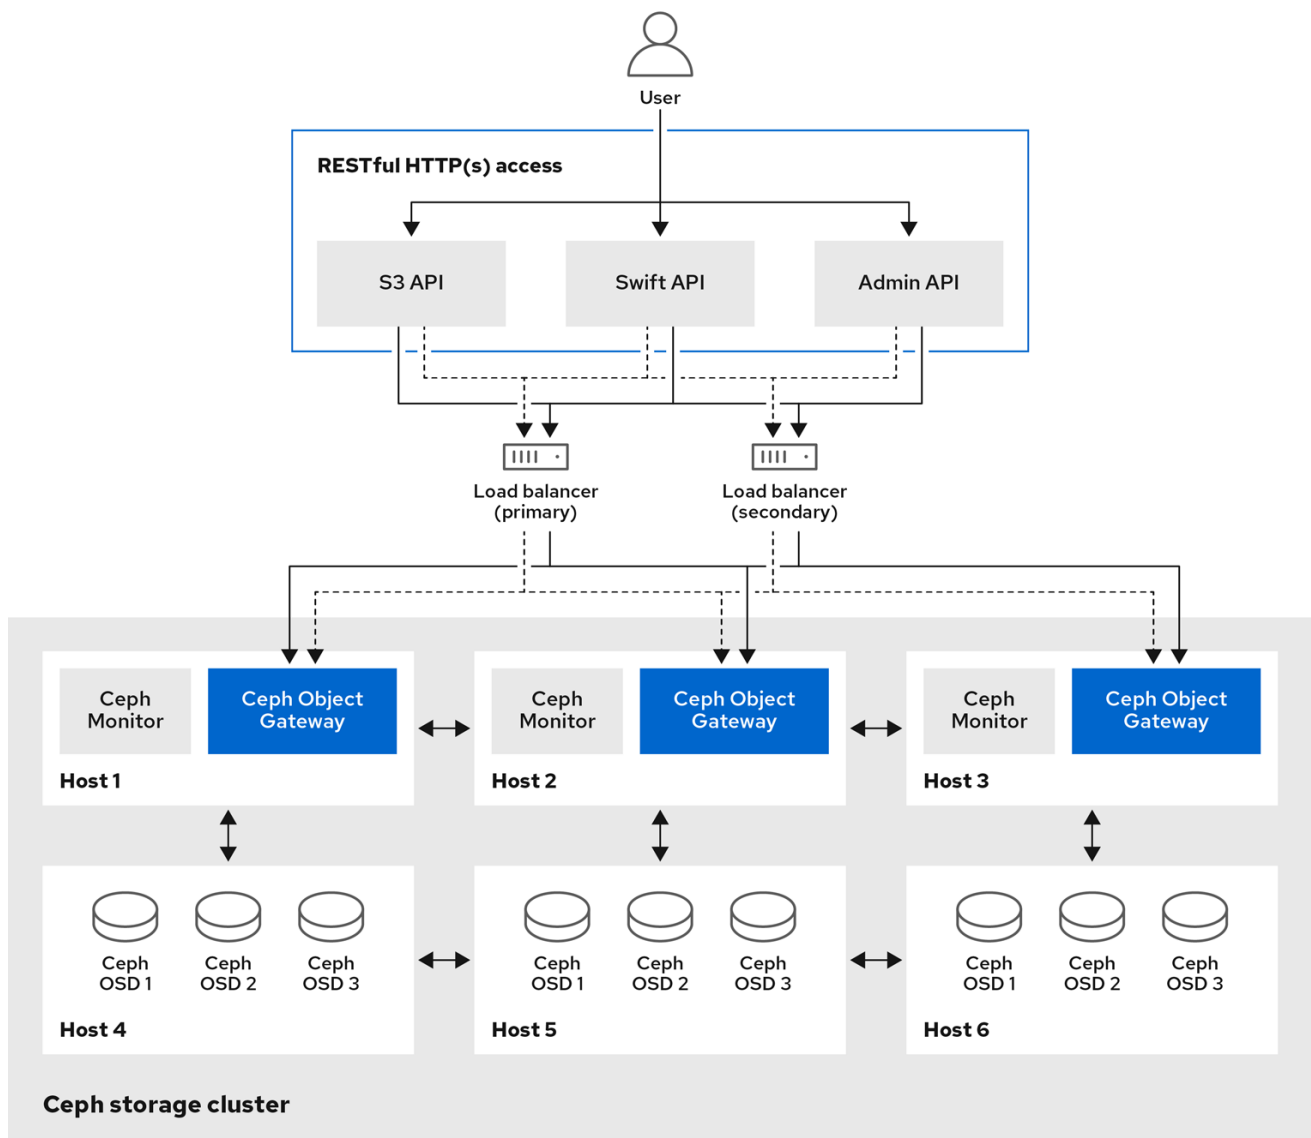 User
RESTful HTTP(s) access
S3 API
Swift API
Admin API
Load balancer
(primary)
Load balancer
(secondary)
Ceph
Monitor
Ceph Object
Gateway
Host 1
Ceph
Monitor
Ceph Object
Gateway
Host 2
Ceph
Monitor
Ceph Object
Gateway
Host 3
Ceph
OSD 1
Ceph
OSD 2
Ceph
OSD 3
Host 4
Ceph
OSD 1
Ceph
OSD 2
Ceph
OSD 3
Host 5
Ceph
OSD 1
Ceph
OSD 2
Ceph
OSD 3
Host 6
Ceph storage cluster